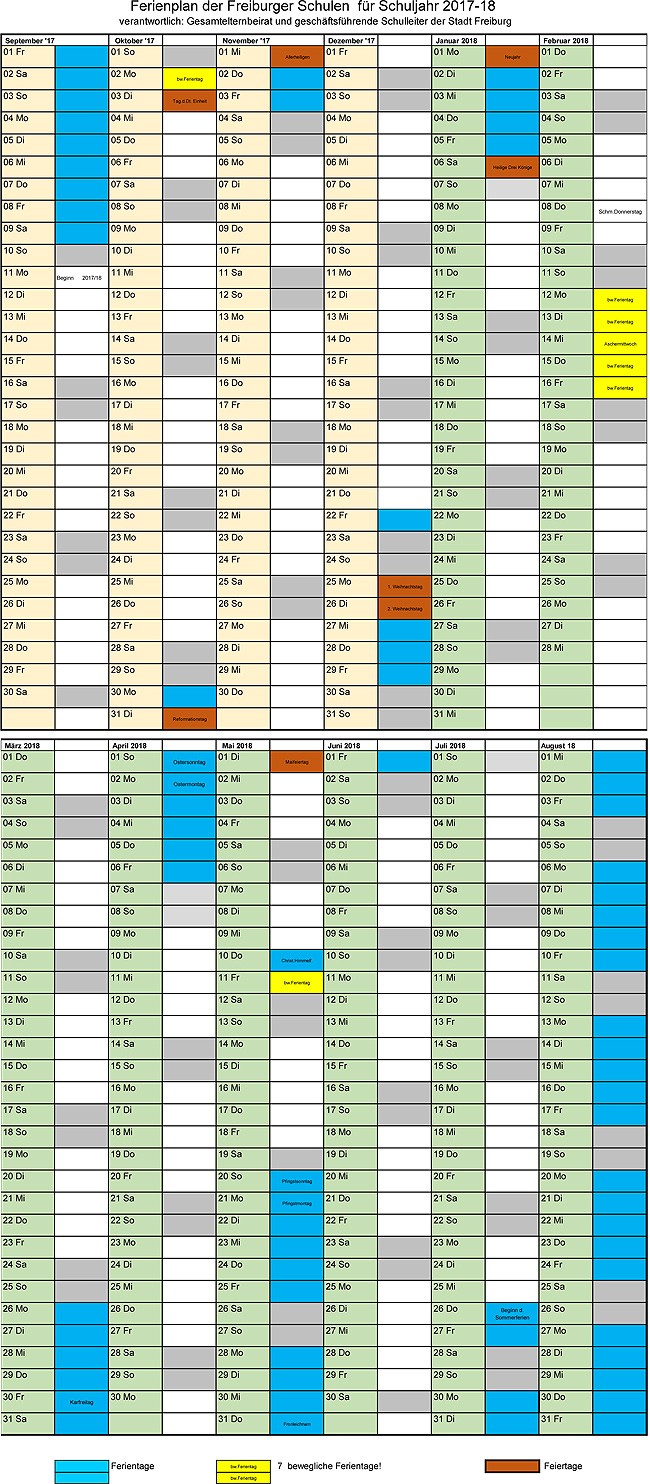 Ferienplan der Freiburger Schulen für Schuljahr 2017-18
verantwortlich: Gesamtelternbeirat und geschäftsführende Schulleiter der Stadt Freiburg
September '17 Oktober '17 November '17 Dezember '17 Januar 2018 Februar 2018
01 Fr 01 So 01 Mi Allerheiligen 01 Fr 01 Mo Neujahr 01 Do
02 Sa 02 Mo bw.Ferientag 02 Do 02 Sa 02 Di 02 Fr
03 So 03 Di Tag.d.Dt. Einheit 03 Fr 03 So 03 Mi 03 Sa
04 Mo 04 Mi 04 Sa 04 Mo 04 Do 04 So
05 Di 05 Do 05 So 05 Di 05 Fr 05 Mo
06 Mi 06 Fr 06 Mo 06 Mi 06 Sa Heilige Drei Könige 06 Di
07 Do 07 Sa 07 Di 07 Do 07 So 07 Mi
08 Fr 08 So 08 Mi 08 Fr 08 Mo 08 Do Schm.Donnerstag
09 Sa 09 Mo 09 Do 09 Sa 09 Di 09 Fr
10 So 10 Di 10 Fr 10 So 10 Mi 10 Sa
11 Mo Beginn 2017/18 11 Mi 11 Sa 11 Mo 11 Do 11 So
12 Di 12 Do 12 So 12 Di 12 Fr 12 Mo bw.Ferientag
13 Mi 13 Fr 13 Mo 13 Mi 13 Sa 13 Di bw.Ferientag
14 Do 14 Sa 14 Di 14 Do 14 So 14 Mi Aschermittwoch
15 Fr 15 So 15 Mi 15 Fr 15 Mo 15 Do bw.Ferientag
16 Sa 16 Mo 16 Do 16 Sa 16 Di 16 Fr bw.Ferientag
17 So 17 Di 17 Fr 17 So 17 Mi 17 Sa
18 Mo 18 Mi 18 Sa 18 Mo 18 Do 18 So
19 Di 19 Do 19 So 19 Di 19 Fr 19 Mo
20 Mi 20 Fr 20 Mo 20 Mi 20 Sa 20 Di
21 Do 21 Sa 21 Di 21 Do 21 So 21 Mi
22 Fr 22 So 22 Mi 22 Fr 22 Mo 22 Do
23 Sa 23 Mo 23 Do 23 Sa 23 Di 23 Fr
24 So 24 Di 24 Fr 24 So 24 Mi 24 Sa
25 Mo 25 Mi 25 Sa 25 Mo 1. Weihnachtstag 25 Do 25 So
26 Di 26 Do 26 So 26 Di 2. Weihnachtstag 26 Fr 26 Mo
27 Mi 27 Fr 27 Mo 27 Mi 27 Sa 27 Di
28 Do 28 Sa 28 Di 28 Do 28 So 28 Mi
29 Fr 29 So 29 Mi 29 Fr 29 Mo
30 Sa 30 Mo 30 Do 30 Sa 30 Di
31 Di Reformationstag 31 So 31 Mi
März 2018 April 2018 Mai 2018 Juni 2018 Juli 2018 August 18
01 Do 01 So Ostersonntag 01 Di Maifeiertag 01 Fr 01 So 01 Mi
02 Fr 02 Mo Ostermontag 02 Mi 02 Sa 02 Mo 02 Do
03 Sa 03 Di 03 Do 03 So 03 Di 03 Fr
04 So 04 Mi 04 Fr 04 Mo 04 Mi 04 Sa
05 Mo 05 Do 05 Sa 05 Di 05 Do 05 So
06 Di 06 Fr 06 So 06 Mi 06 Fr 06 Mo
07 Mi 07 Sa 07 Mo 07 Do 07 Sa 07 Di
08 Do 08 So 08 Di 08 Fr 08 So 08 Mi
09 Fr 09 Mo 09 Mi 09 Sa 09 Mo 09 Do
10 Sa 10 Di 10 Do Christ.Himmelf 10 So 10 Di 10 Fr
11 So 11 Mi 11 Fr bw.Ferientag 11 Mo 11 Mi 11 Sa
12 Mo 12 Do 12 Sa 12 Di 12 Do 12 So
13 Di 13 Fr 13 So 13 Mi 13 Fr 13 Mo
14 Mi 14 Sa 14 Mo 14 Do 14 Sa 14 Di
15 Do 15 So 15 Di 15 Fr 15 So 15 Mi
16 Fr 16 Mo 16 Mi 16 Sa 16 Mo 16 Do
17 Sa 17 Di 17 Do 17 So 17 Di 17 Fr
18 So 18 Mi 18 Fr 18 Mo 18 Mi 18 Sa
19 Mo 19 Do 19 Sa 19 Di 19 Do 19 So
20 Di 20 Fr 20 So Pfingstsonntag 20 Mi 20 Fr 20 Mo
21 Mi 21 Sa 21 Mo Pfingstmontag 21 Do 21 Sa 21 Di
22 Do 22 So 22 Di 22 Fr 22 So 22 Mi
23 Fr 23 Mo 23 Mi 23 Sa 23 Mo 23 Do
24 Sa 24 Di 24 Do 24 So 24 Di 24 Fr
25 So 25 Mi 25 Fr 25 Mo 25 Mi 25 Sa
26 Mo 26 Do 26 Sa 26 Di 26 Do Beginn d. Sommerferien 26 So
27 Di 27 Fr 27 So 27 Mi 27 Fr 27 Mo
28 Mi 28 Sa 28 Mo 28 Do 28 Sa 28 Di
29 Do 29 So 29 Di 29 Fr 29 So 29 Mi
30 Fr Karfreitag 30 Mo 30 Mi 30 Sa 30 Mo 30 Do
31 Sa 31 Do Fronleichnam 31 Di 31 Fr
Ferientage bw.Ferientag 7 bewegliche Ferientage! Feiertage
bw.Ferientag